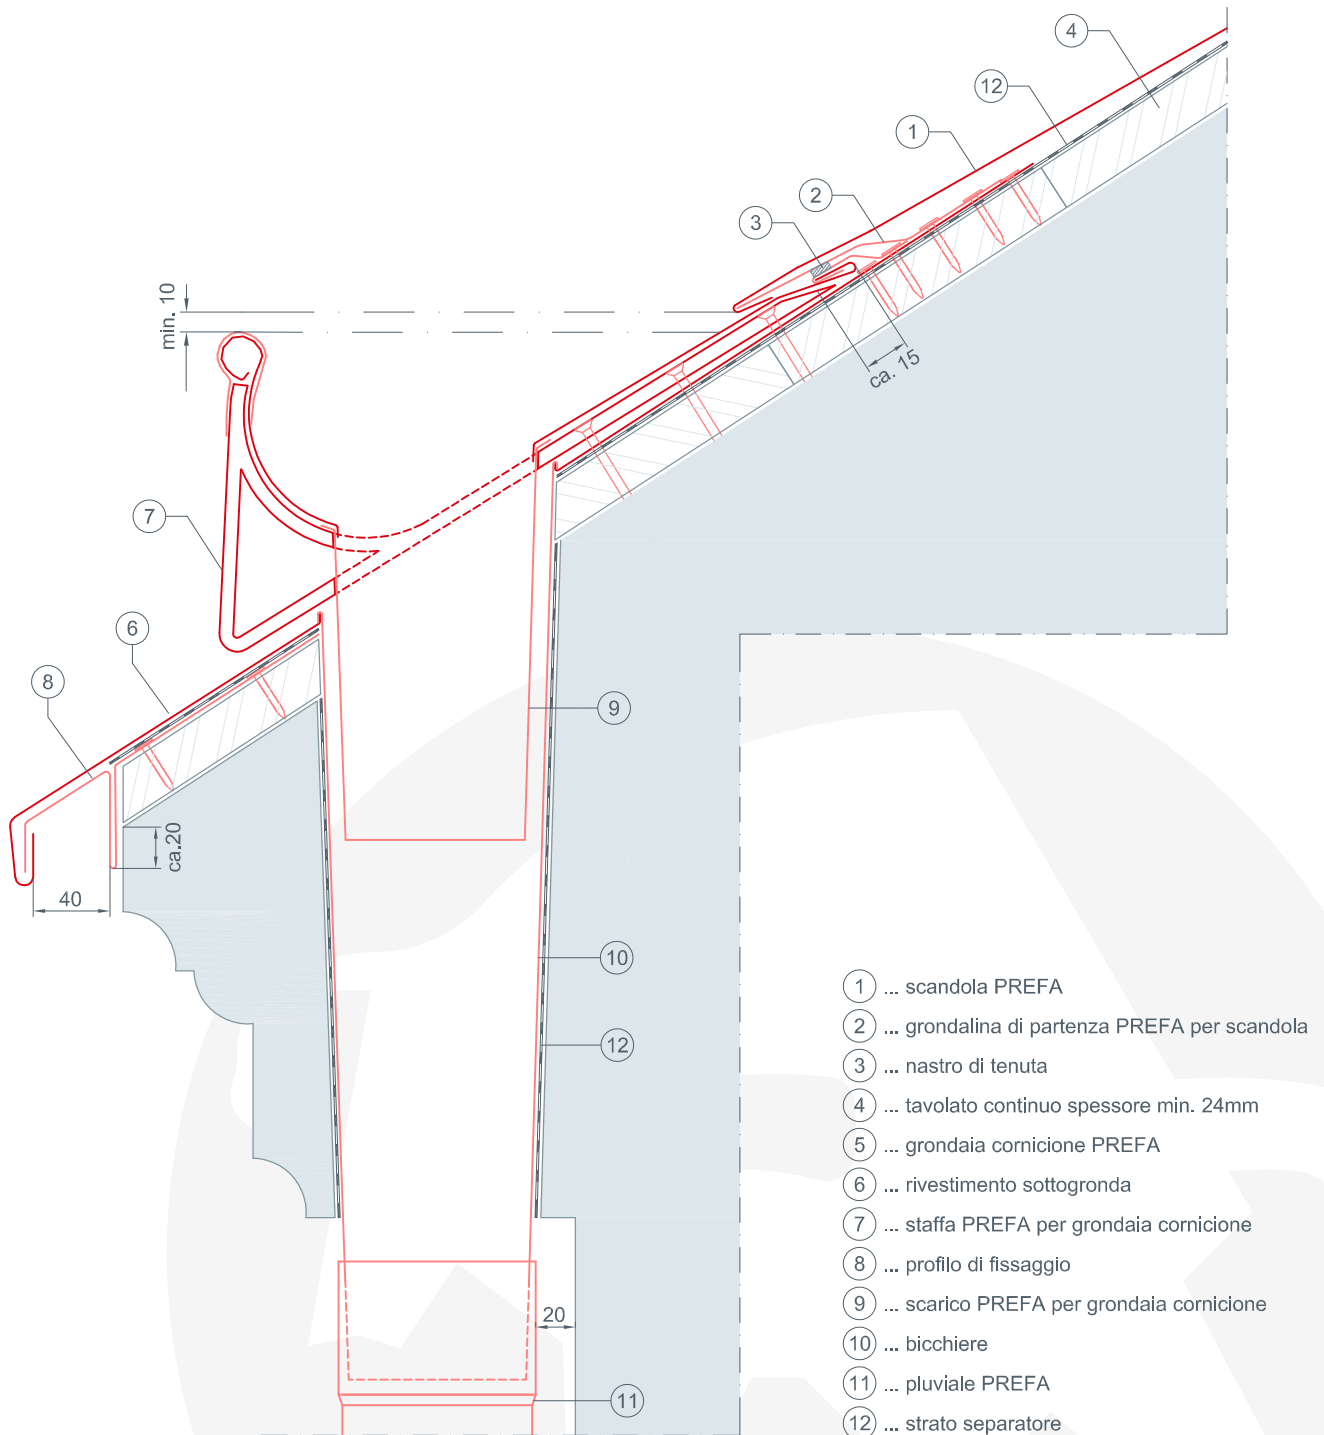 4
12
1
2
3
min. 10
ca. 15
7
6
8
9
ca.20
40
10
12
20
11
1 ... scandola PREFA
2 ... grondalina di partenza PREFA per scandola
3 ... nastro di tenuta
4 ... tavolato continuo spessore min. 24mm
5 ... grondaia cornicione PREFA
6 ... rivestimento sottogronda
7 ... staffa PREFA per grondaia cornicione
8 ... profilo di fissaggio
9 ... scarico PREFA per grondaia cornicione
10 ... bicchiere
11 ... pluviale PREFA
12 ... strato separatore